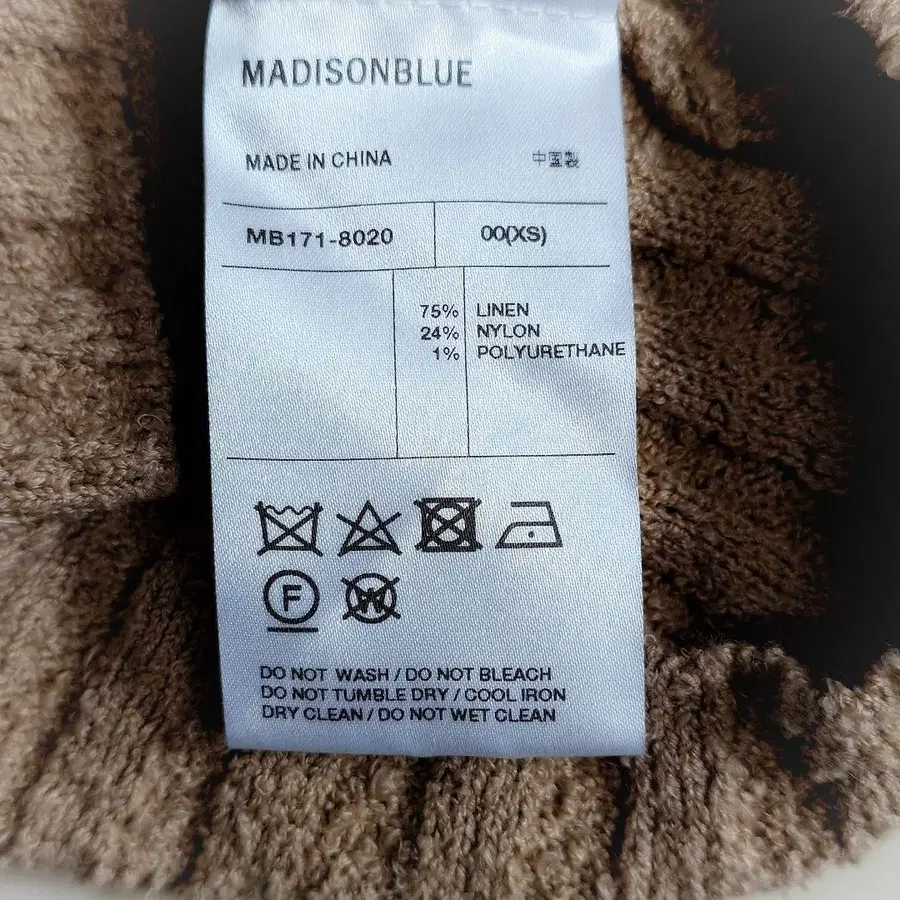 MADISONBLUE
MADE IN CHINA 中国製
MB171-8020 00(XS)
75% LINEN
24% NYLON
1% POLYURETHANE
F W
DO NOT WASH / DO NOT BLEACH
DO NOT TUMBLE DRY / COOL IRON
DRY CLEAN / DO NOT WET CLEAN